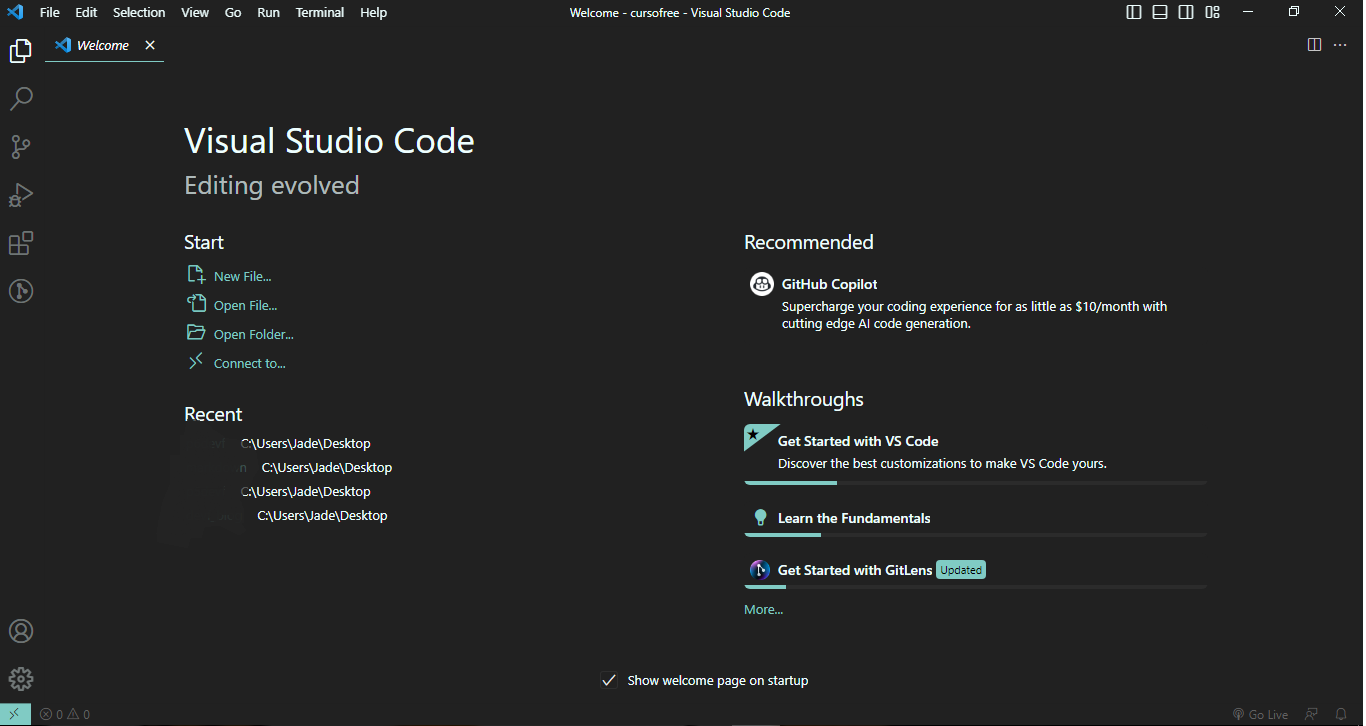 File Edit Selection View Go Run Terminal Help
Welcome - cursofree - Visual Studio Code
Welcome
Visual Studio Code
Editing evolved
Start
New File...
Open File...
Open Folder...
Connect to...
Recent
C:\Users\Jade\Desktop
C:\Users\Jade\Desktop
C:\Users\Jade\Desktop
C:\Users\Jade\Desktop
Recommended
GitHub Copilot
Supercharge your coding experience for as little as $10/month with
cutting edge AI code generation.
Walkthroughs
Get Started with VS Code
Discover the best customizations to make VS Code yours.
Learn the Fundamentals
Get Started with GitLens Updated
More...
Show welcome page on startup
0 0
Go Live